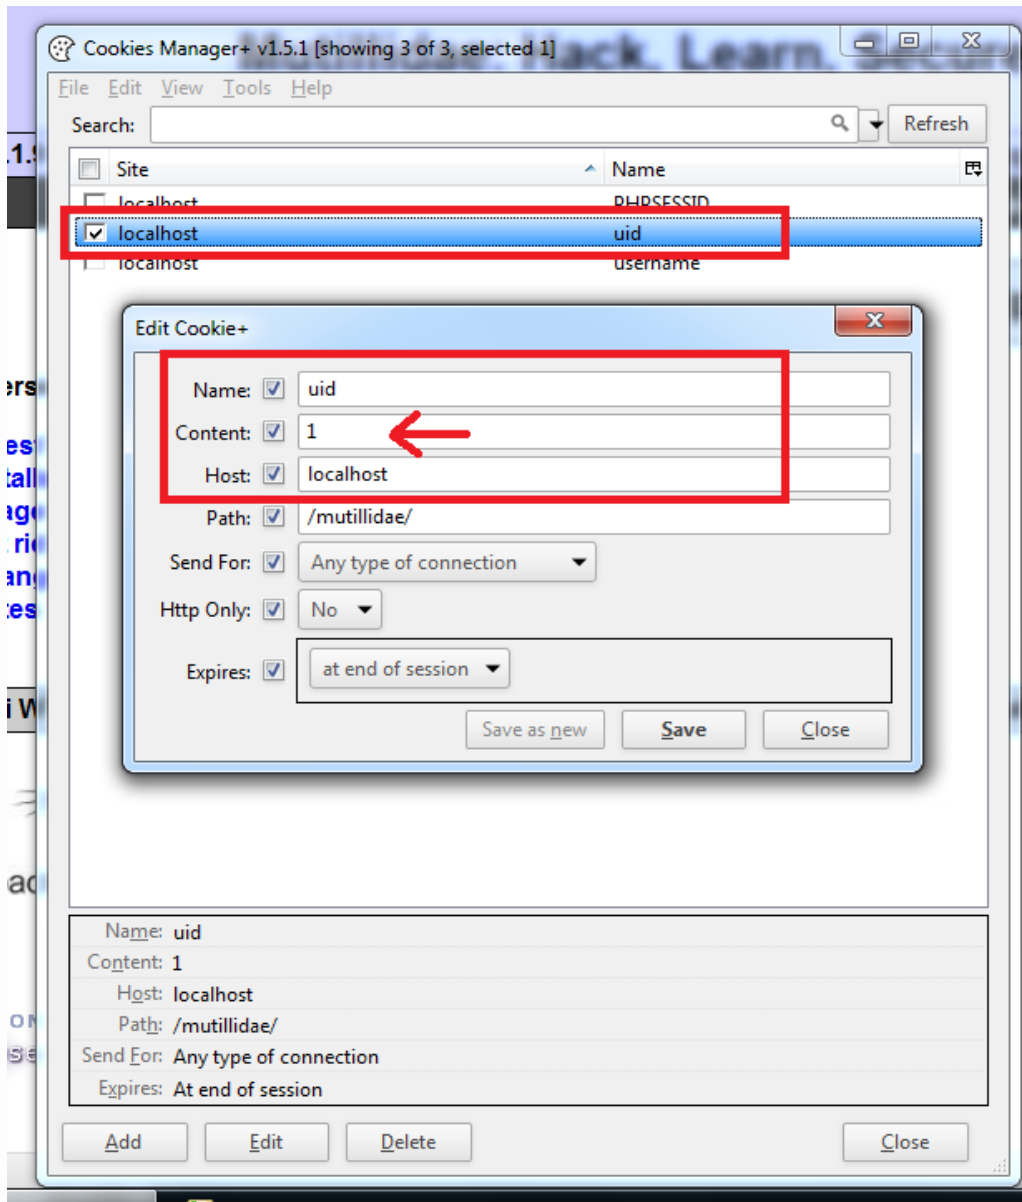 Cookies Manager+ v1.5.1 [showing 3 of 3, selected 1]
File Edit View Tools Help
Search: Refresh
Site Name
localhost PHPSESSID
localhost uid
localhost username
Edit Cookie+
Name: uid
Content: 1
Host: localhost
Path: /mutillidae/
Send For: Any type of connection
Http Only: No
Expires: at end of session
Save as new Save Close
Name: uid
Content: 1
Host: localhost
Path: /mutillidae/
Send For: Any type of connection
Expires: At end of session
Add Edit Delete Close